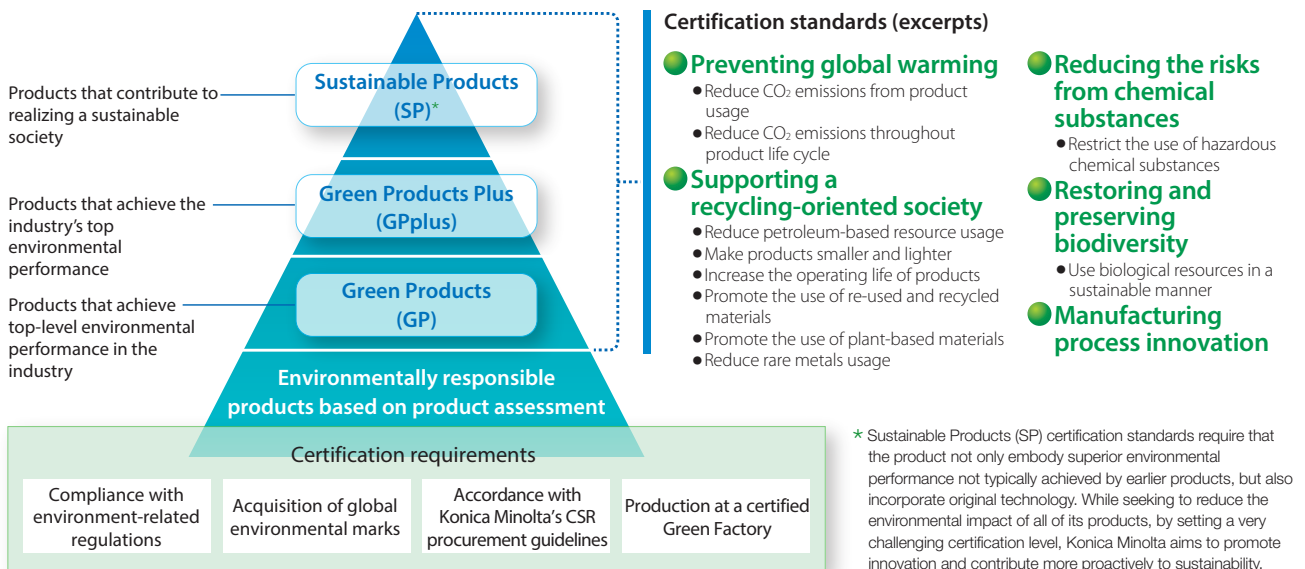 Products that contribute to
realizing a sustainable
society
Products that achieve the
industry’s top
environmental
performance
Products that achieve
top-level environmental
performance in the
industry
Sustainable Products
(SP)*
Green Products Plus
(GPplus)
Green Products
(GP)
Environmentally responsible
products based on product assessment
Certification requirements
Compliance with
environment-related
regulations
Acquisition of global
environmental marks
Accordance with
Konica Minolta’s CSR
procurement guidelines
Production at a certified
Green Factory
Certification standards (excerpts)
Preventing global warming
● Reduce CO₂ emissions from product
usage
● Reduce CO₂ emissions throughout
product life cycle
Supporting a
recycling-oriented society
● Reduce petroleum-based resource usage
● Make products smaller and lighter
● Increase the operating life of products
● Promote the use of re-used and recycled
materials
● Promote the use of plant-based materials
● Reduce rare metals usage
Reducing the risks
from chemical
substances
● Restrict the use of hazardous
chemical substances
Restoring and
preserving
biodiversity
● Use biological resources in a
sustainable manner
Manufacturing
process innovation
* Sustainable Products (SP) certification standards require that
the product not only embody superior environmental
performance not typically achieved by earlier products, but also
incorporate original technology. While seeking to reduce the
environmental impact of all of its products, by setting a very
challenging certification level, Konica Minolta aims to promote
innovation and contribute more proactively to sustainability.